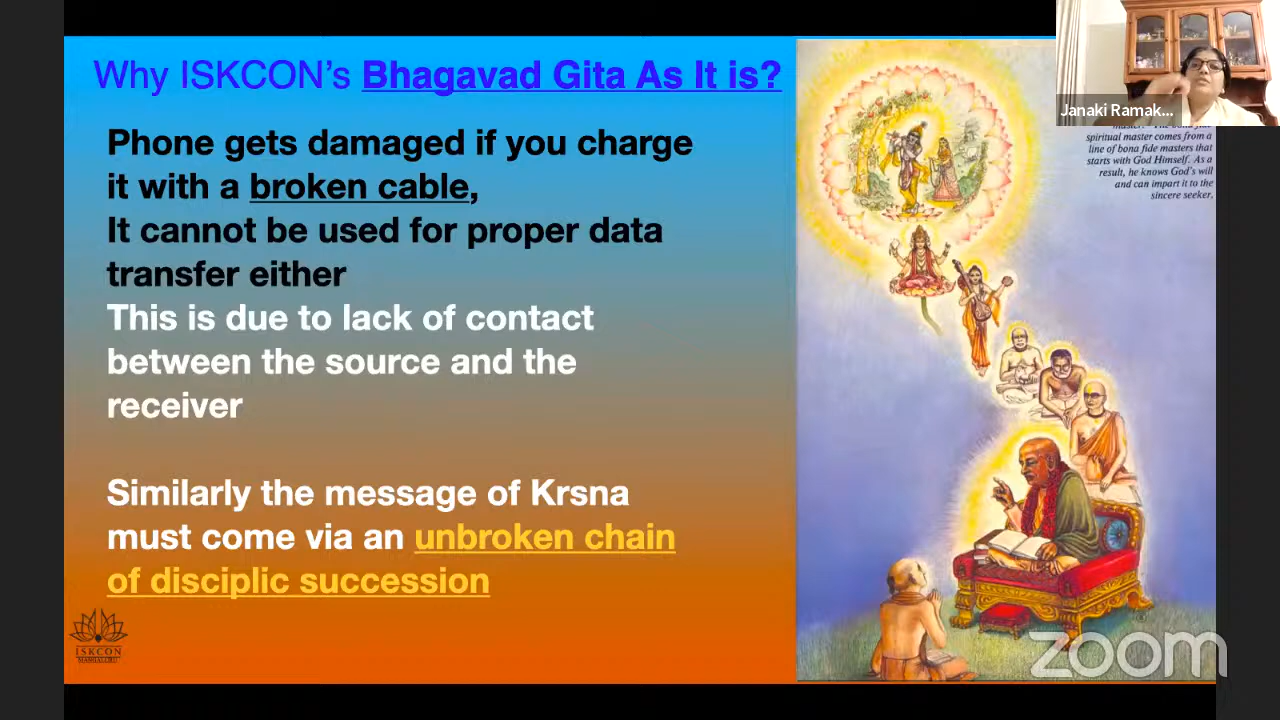 Why ISKCON's Bhagavad Gita As It is?
Phone gets damaged if you charge
it with a broken cable,
It cannot be used for proper data
transfer either
This is due to lack of contact
between the source and the
receiver
Similarly the message of Krsna
must come via an unbroken chain
of disciplic succession
ISKCON
Janaki Ramak...
spiritual master comes from a
line of bona fide masters that
starts with God Himself. As a
result, he knows God's will
and can impart it to the
sincere seeker.
zoom